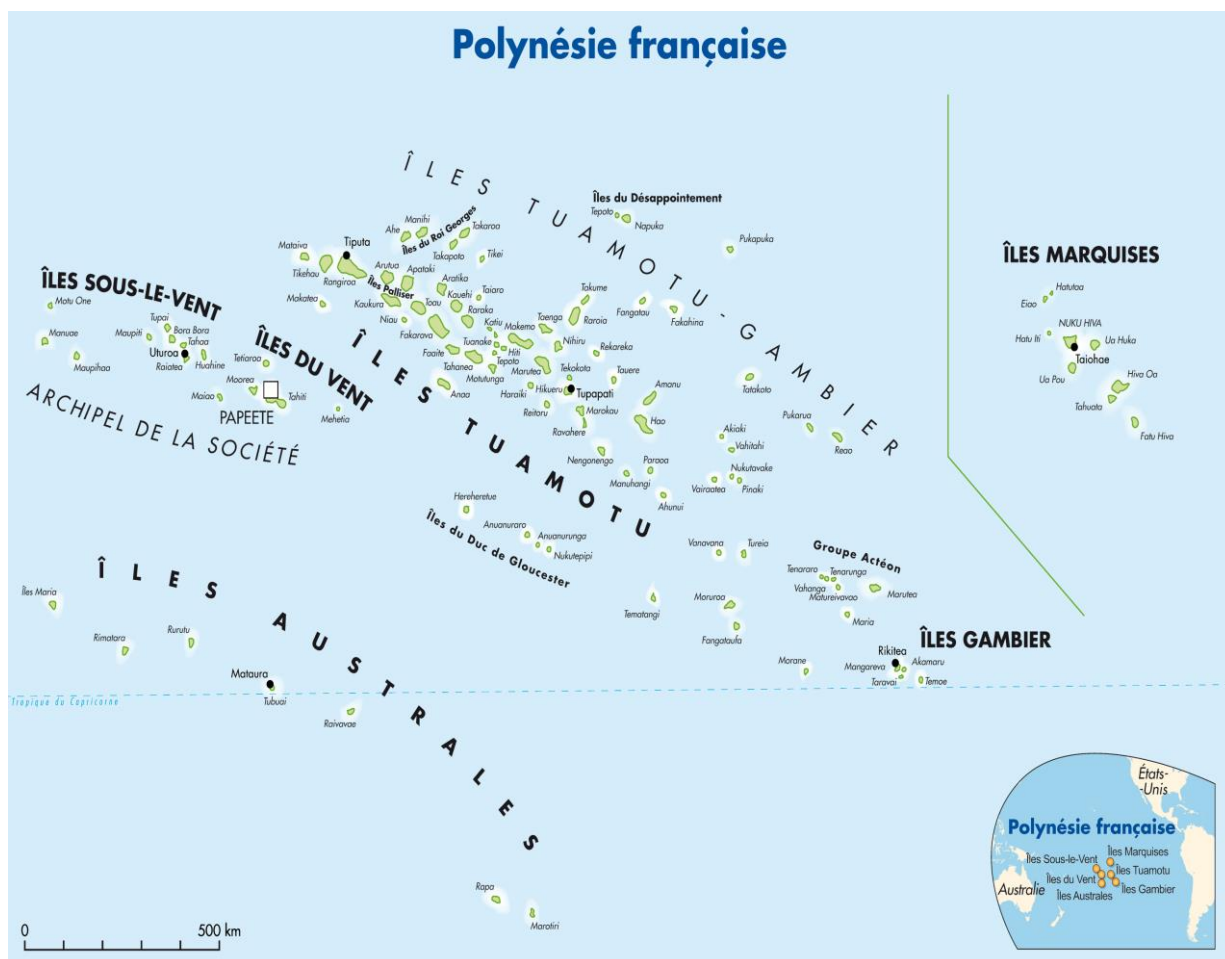 Polynésie française
ÎLES TUAMOTU-GAMBIER
Îles du Désappointement
Tepoto
Napuka
Pukapuka
Manihi
Ahe
Îles du Roi Georges
Takaroa
Takapoto
Tikei
Tiputa
Mataiva
Tikehau
Rangiroa
Arutua
Apataki
Îles Palliser
Aratika
Kauehi
Taiaro
Makatea
Kaukura
Toau
Raraka
Niau
Fakarava
Katiu
Makemo
Taenga
Takume
Raroia
Fangatau
Fakahina
Tuanake
Hiti
Tepoto
Nihiru
Rekareka
Faaite
Tahanea
Motutunga
Marutea
Tekokota
Tauere
Anaa
Haraiki
Hikueru
Tupapati
Amanu
Reitoru
Marokau
Ravahere
Hao
Tatakoto
Pukarua
Reao
Akiaki
Vahitahi
Nengonengo
Paraoa
Manuhangi
Ahunui
Nukutavake
Vairaatea
Pinaki
ÎLES TUAMOTU
ÎLES SOUS-LE-VENT
Motu One
Manuae
Maupihaa
Tupai
Maupiti
Bora Bora
Tahaa
Uturoa
Raiatea
Huahine
ÎLES DU VENT
Tetiaroa
Moorea
Maiao
Tahiti
PAPEETE
Mehetia
ARCHIPEL DE LA SOCIÉTÉ
Hereheretue
Anuanuraro
Anuanurunga
Nukutepipi
Îles du Duc de Gloucester
Vanavana
Tureia
Groupe Actéon
Tenararo
Tenarunga
Vahanga
Matureivavao
Marutea
Maria
Tematangi
Moruroa
Fangataufa
ÎLES GAMBIER
Rikitea
Morane
Mangareva
Akamaru
Taravai
Temoe
ÎLES AUSTRALES
Îles Maria
Rimatara
Rurutu
Mataura
Tubuai
Raivavae
Rapa
Marotiri
Tropique du Capricorne
ÎLES MARQUISES
Hatutaa
Eiao
NUKU HIVA
Hatu Iti
Ua Huka
Taiohae
Ua Pou
Hiva Oa
Tahuata
Fatu Hiva
0
500 km
États-
-Unis
Polynésie française
Îles Marquises
Îles Sous-le-Vent
Îles Tuamotu
Îles du Vent
Îles Gambier
Îles Australes
Australie